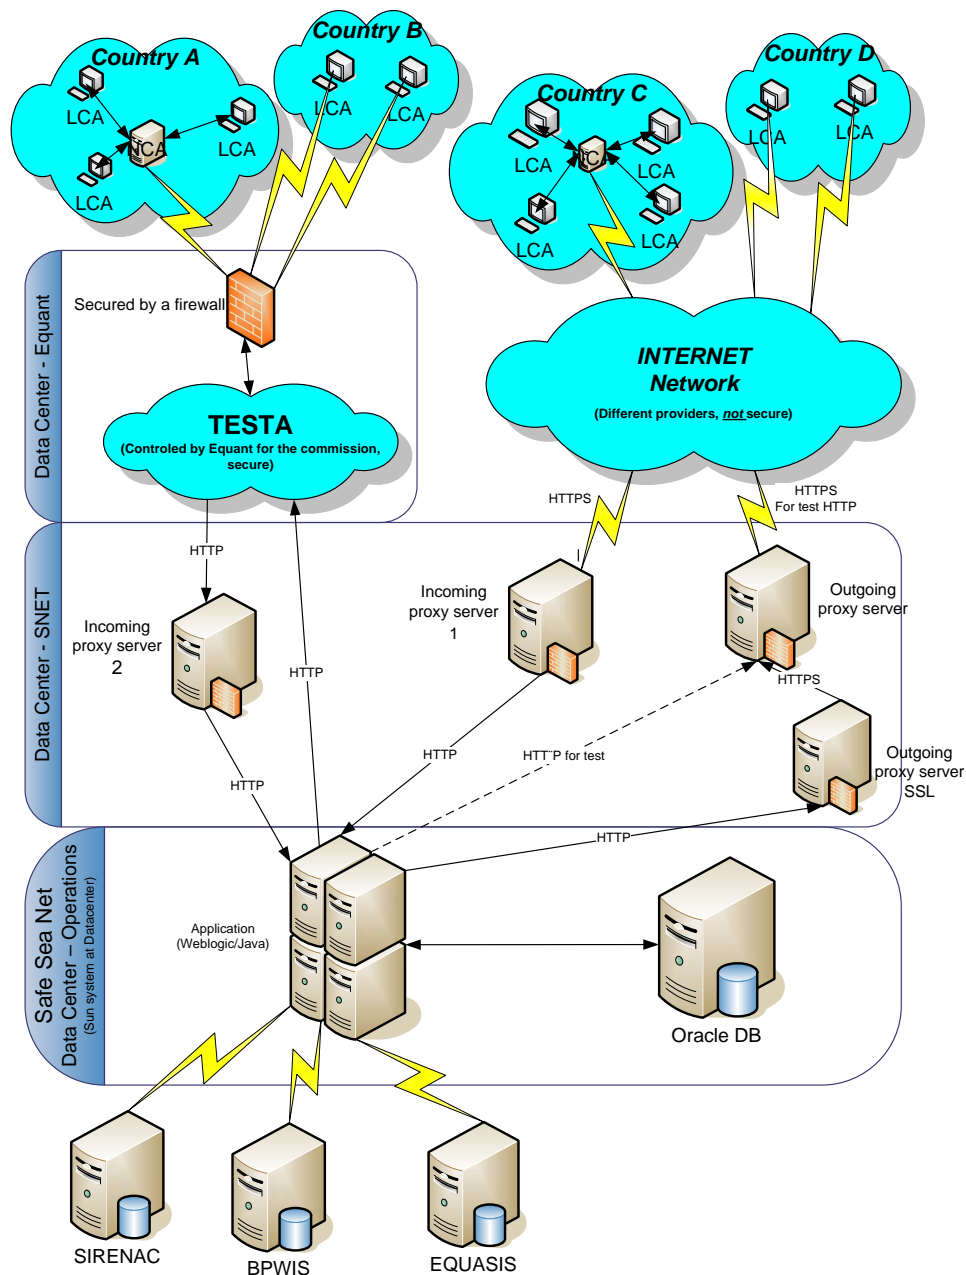 Country A
LCA
LCA
NCA
LCA
Country B
LCA
LCA
Country C
LCA
LCA
NCA
LCA
LCA
Country D
LCA
LCA
Data Center - Equant
Secured by a firewall
TESTA
(Controled by Equant for the commission,
secure)
INTERNET
Network
(Different providers, not secure)
HTTPS
HTTPS
For test HTTP
Data Center - SNET
HTTP
Incoming
proxy server
2
HTTP
HTTP
Incoming
proxy server
1
HTTP
Outgoing
proxy server
HTTPS
HTTP for test
Outgoing
proxy server
SSL
HTTP
Safe Sea Net
Data Center – Operations
(Sun system at Datacenter)
Application
(Weblogic/Java)
Oracle DB
SIRENAC
BPWIS
EQUASIS